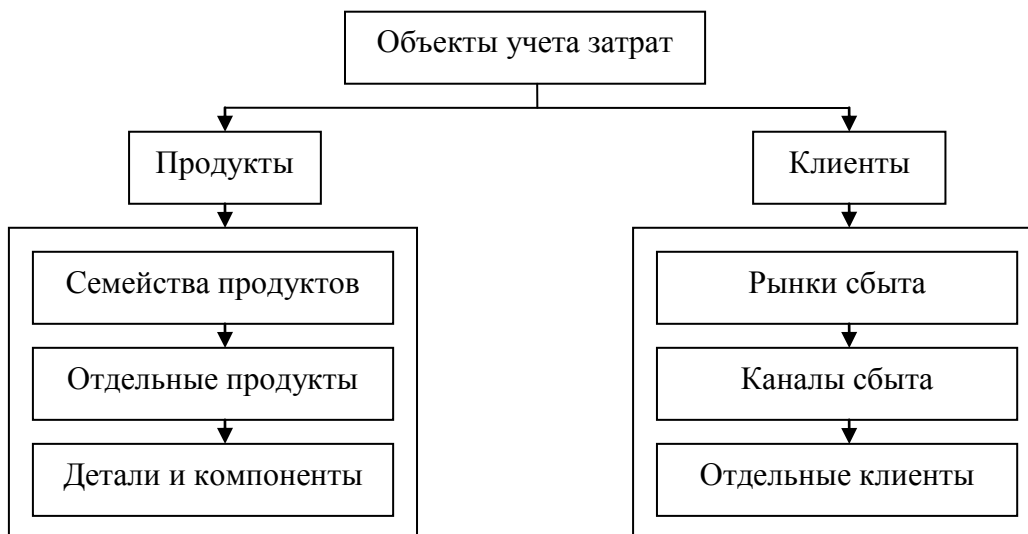 Объекты учета затрат
Продукты
Клиенты
Семейства продуктов
Рынки сбыта
Отдельные продукты
Каналы сбыта
Детали и компоненты
Отдельные клиенты